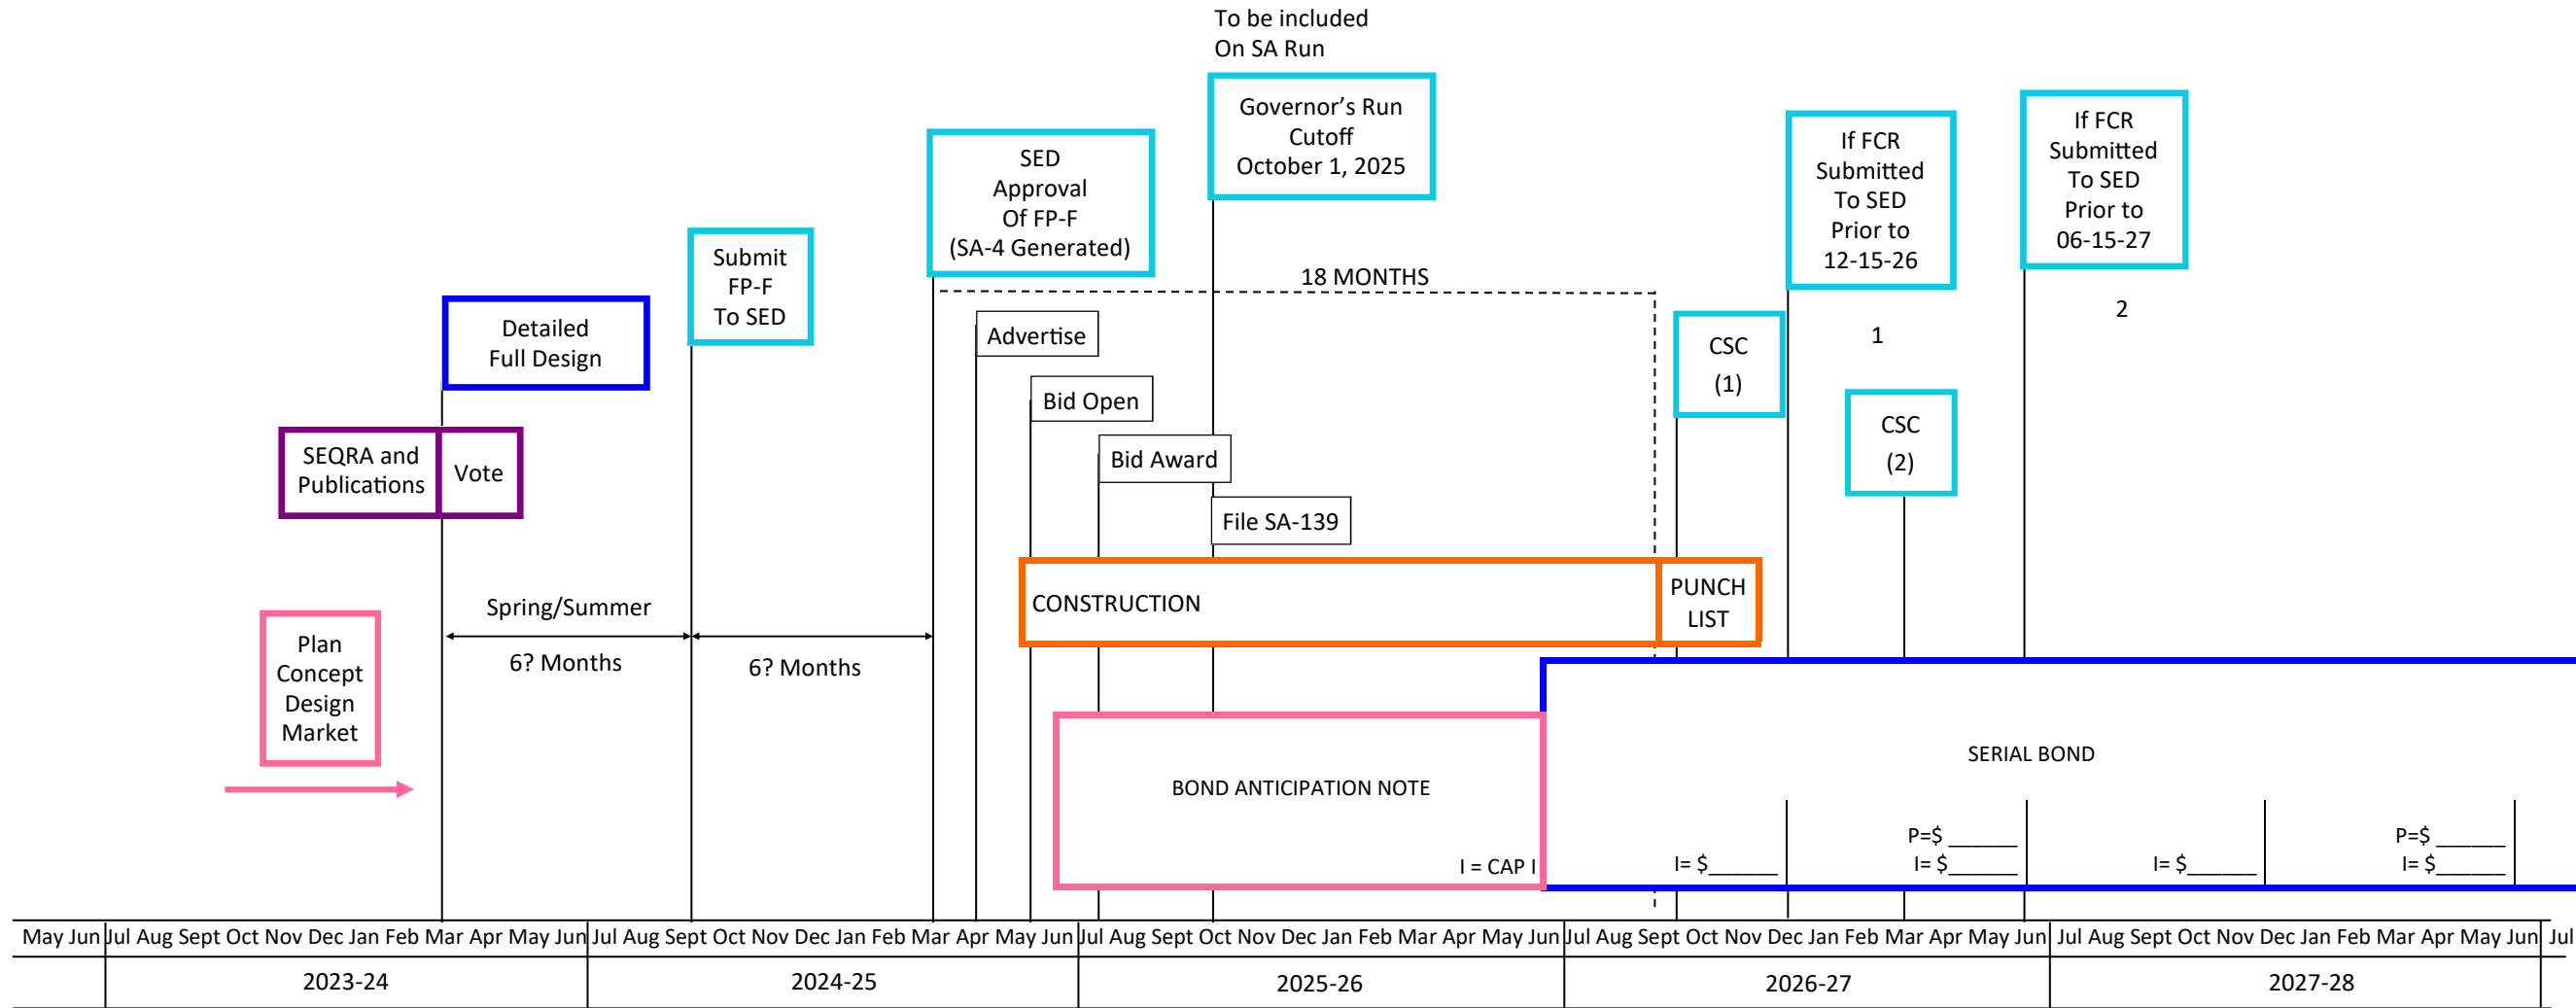 To be included
On SA Run
Governor’s Run
Cutoff
October 1, 2025
If FCR
Submitted
To SED
Prior to
06-15-27
2
If FCR
Submitted
To SED
Prior to
12-15-26
1
SED
Approval
Of FP-F
(SA-4 Generated)
18 MONTHS
Submit
FP-F
To SED
Detailed
Full Design
Advertise
CSC
(1)
Bid Open
CSC
(2)
SEQRA and
Publications
Vote
Bid Award
File SA-139
CONSTRUCTION
PUNCH
LIST
Spring/Summer
6? Months
6? Months
Plan
Concept
Design
Market
SERIAL BOND
BOND ANTICIPATION NOTE
I = CAP I
I= $______
P=$ ______
I= $______
I= $______
P=$ ______
I= $______
May Jun Jul Aug Sept Oct Nov Dec Jan Feb Mar Apr May Jun Jul Aug Sept Oct Nov Dec Jan Feb Mar Apr May Jun Jul Aug Sept Oct Nov Dec Jan Feb Mar Apr May Jun Jul Aug Sept Oct Nov Dec Jan Feb Mar Apr May Jun Jul Aug Sept Oct Nov Dec Jan Feb Mar Apr May Jun Jul
2023-24 2024-25 2025-26 2026-27 2027-28